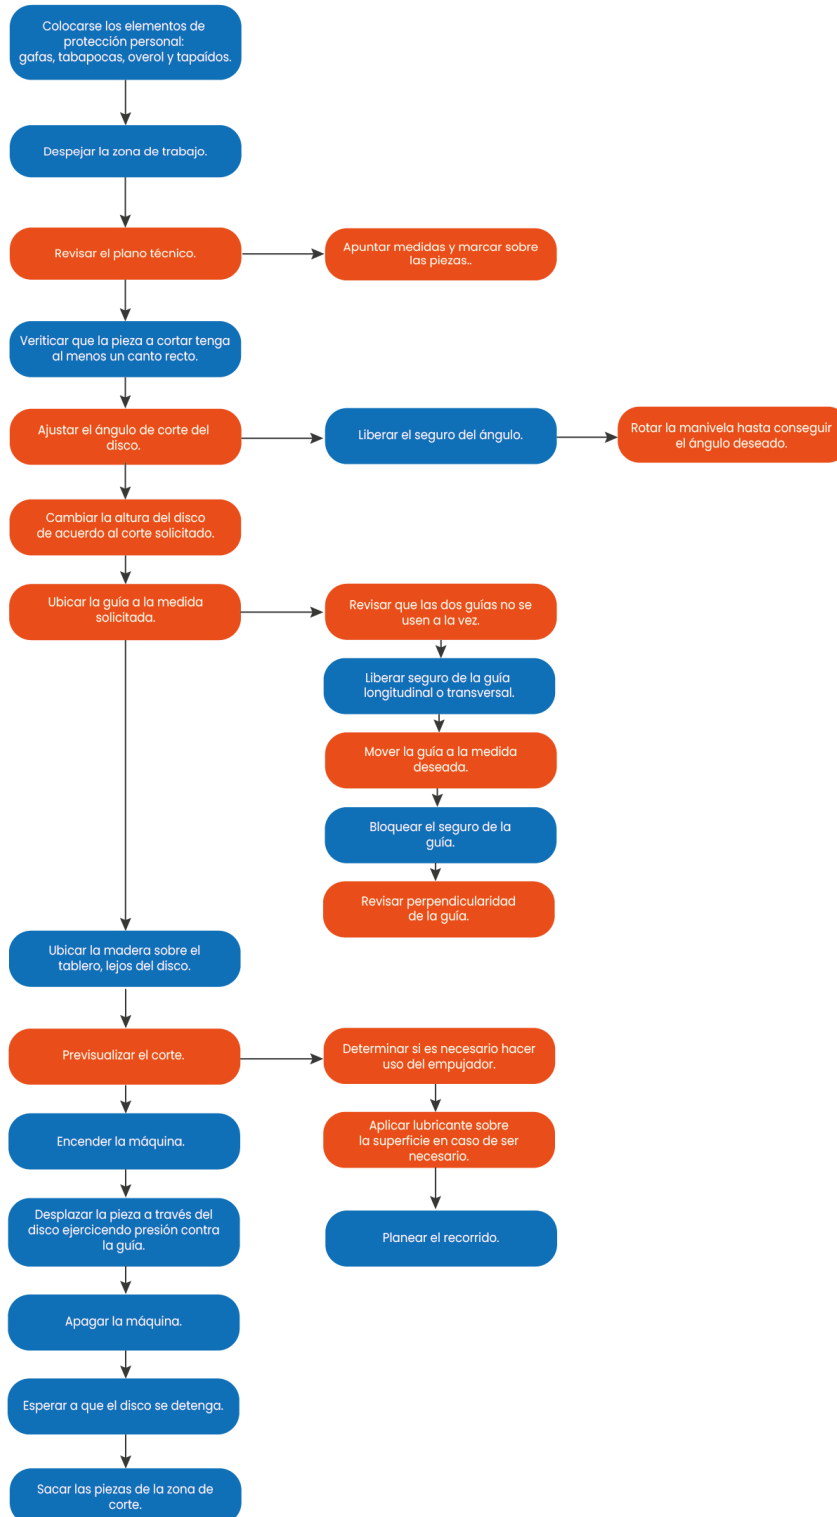 Colocarse los elementos de
protección personal:
gafas, tabapocas, overol y tapaídos.
Despejar la zona de trabajo.
Revisar el plano técnico.
Apuntar medidas y marcar sobre
las piezas..
Veriticar que la pieza a cortar tenga
al menos un canto recto.
Ajustar el ángulo de corte del
disco.
Liberar el seguro del ángulo.
Rotar la manivela hasta conseguir
el ángulo deseado.
Cambiar la altura del disco
de acuerdo al corte solicitado.
Ubicar la guía a la medida
solicitada.
Revisar que las dos guías no se
usen a la vez.
Liberar seguro de la guía
longitudinal o transversal.
Mover la guía a la medida
deseada.
Bloquear el seguro de la
guía.
Revisar perpendicularidad
de la guía.
Ubicar la madera sobre el
tablero, lejos del disco.
Previsualizar el corte.
Determinar si es necesario hacer
uso del empujador.
Aplicar lubricante sobre
la superficie en caso de ser
necesario.
Planear el recorrido.
Encender la máquina.
Desplazar la pieza a través del
disco ejercicendo presión contra
la guía.
Apagar la máquina.
Esperar a que el disco se detenga.
Sacar las piezas de la zona de
corte.